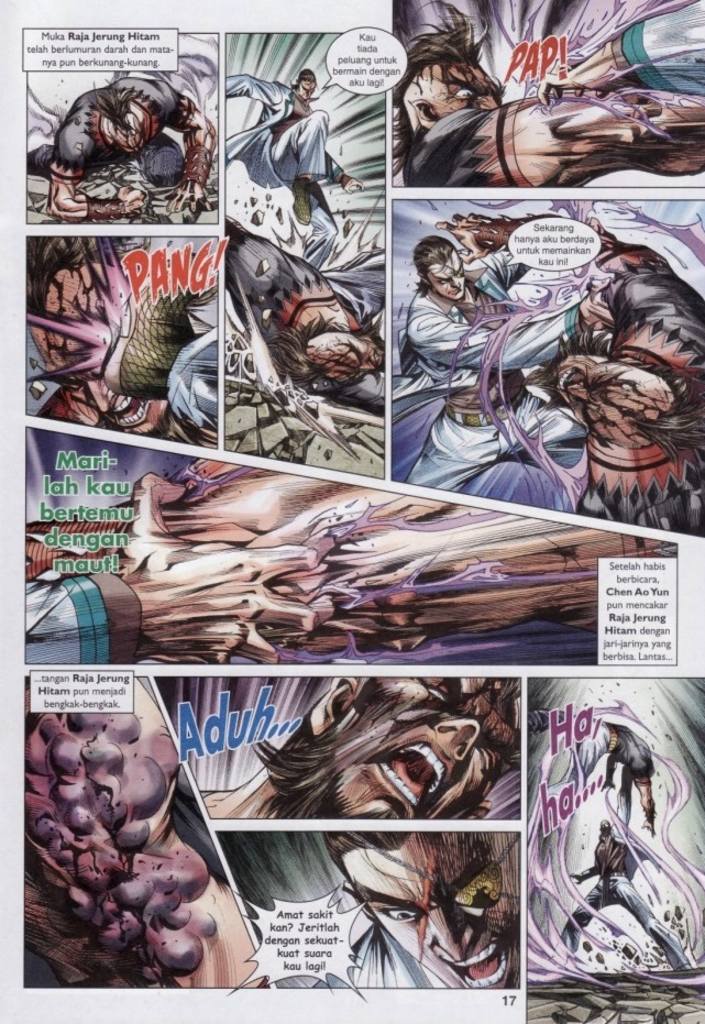 Muka Raja Jerung Hitam
telah berlumuran darah dan mata-
nya pun berkunang-kunang.
Kau
tiada
peluang untuk
bermain dengan
aku lagi!
PAP!
PANG!
Sekarang
hanya aku berdaya
untuk memainkan
kau ini!
Mari-
lah kau
bertemu
dengan
maut!
Setelah habis
berbicara,
Chen Ao Yun
pun mencakar
Raja Jerung
Hitam dengan
jari-jarinya yang
berbisa. Lantas...
...tangan Raja Jerung
Hitam pun menjadi
bengkak-bengkak.
Aduh...
Amat sakit
kan? Jeritlah
dengan sekuat-
kuat suara
kau lagi!
Ha
ha....
17